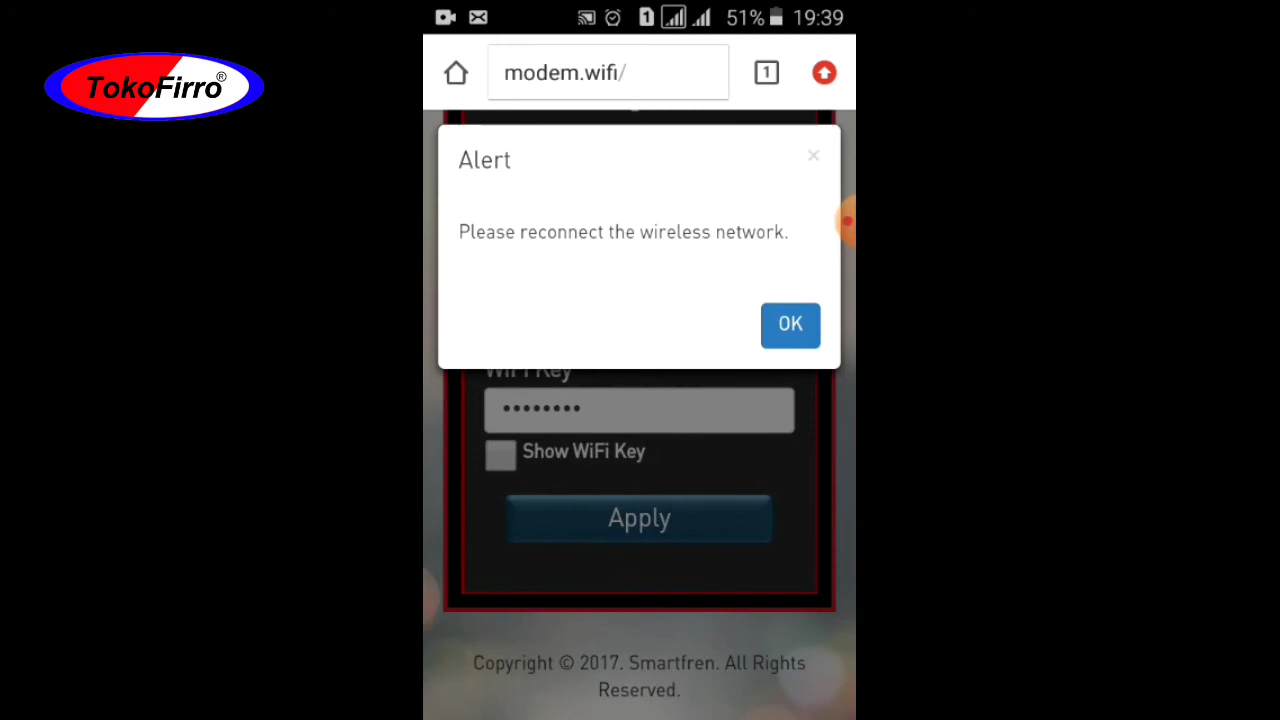 TokoFirro®
1
51%
19:39
modem.wifi/
1
Alert
×
Please reconnect the wireless network.
OK
WiFi Key
••••••••
Show WiFi Key
Apply
Copyright © 2017. Smartfren. All Rights
Reserved.